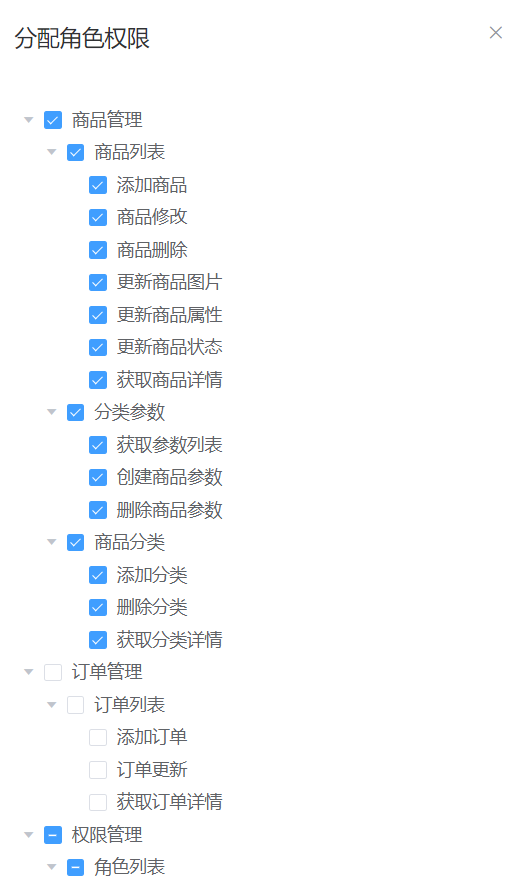 分配角色权限
商品管理
商品列表
添加商品
商品修改
商品删除
更新商品图片
更新商品属性
更新商品状态
获取商品详情
分类参数
获取参数列表
创建商品参数
删除商品参数
商品分类
添加分类
删除分类
获取分类详情
订单管理
订单列表
添加订单
订单更新
获取订单详情
权限管理
角色列表